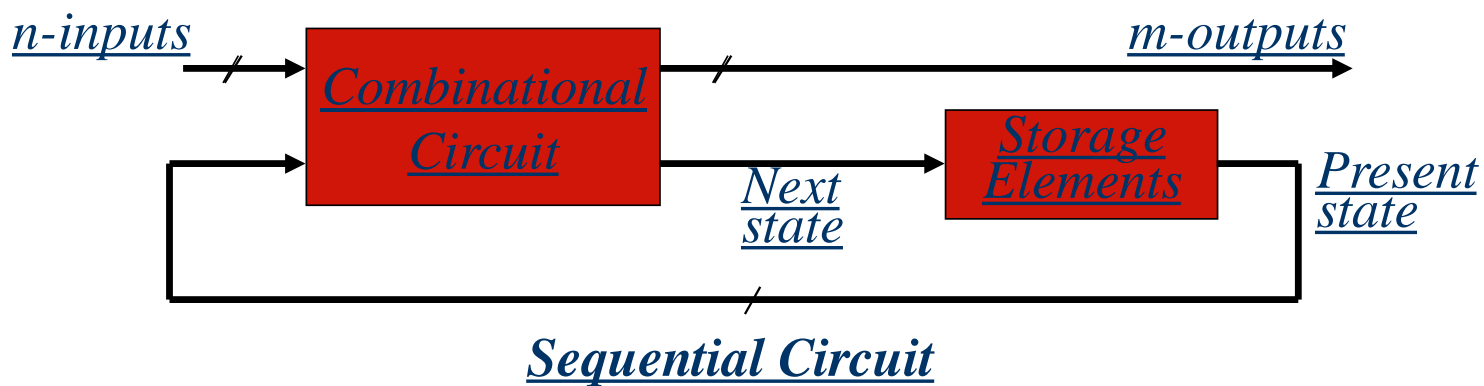 n-inputs
m-outputs
Combinational
Circuit
Storage
Elements
Next
state
Present
state
Sequential Circuit